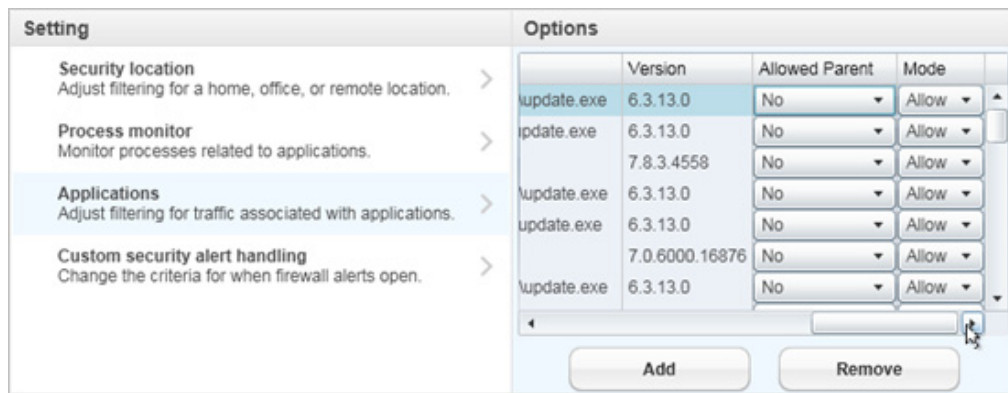 Setting
Security location
Adjust filtering for a home, office, or remote location.
Process monitor
Monitor processes related to applications.
Applications
Adjust filtering for traffic associated with applications.
Custom security alert handling
Change the criteria for when firewall alerts open.
Options
Version Allowed Parent Mode
\update.exe 6.3.13.0 No Allow
update.exe 6.3.13.0 No Allow
7.8.3.4558 No Allow
\update.exe 6.3.13.0 No Allow
update.exe 6.3.13.0 No Allow
7.0.6000.16876 No Allow
\update.exe 6.3.13.0 No Allow
Add Remove